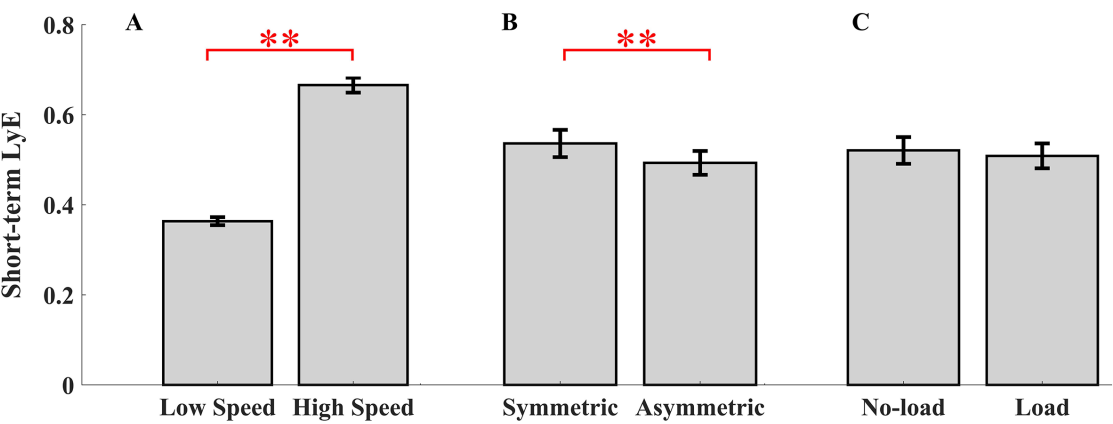 A
B
C
**
**
Short-term LyE
0.8
0.6
0.4
0.2
0
Low Speed
High Speed
Symmetric
Asymmetric
No-load
Load